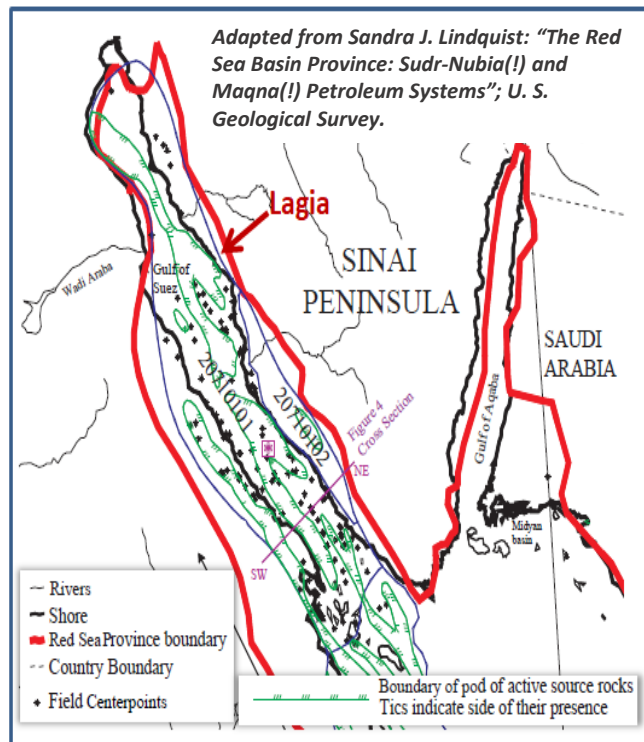 Adapted from Sandra J. Lindquist: “The Red
Sea Basin Province: Sudr-Nubia(!) and
Maqna(!) Petroleum Systems”; U. S.
Geological Survey.
Lagia
SINAI
PENINSULA
Wadi Araba
Gulf of
Suez
SAUDI
ARABIA
Gulf of Aqaba
20710101
20710102
Figure 4
Cross Section
NE
SW
Midyan
basin
Rivers
Shore
Red Sea Province boundary
Country Boundary
Field Centerpoints
Boundary of pod of active source rocks
Tics indicate side of their presence